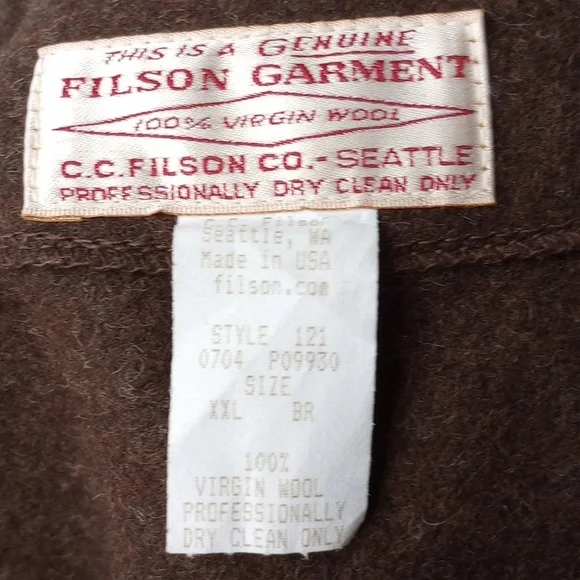 THIS IS A GENUINE
FILSON GARMENT
100% VIRGIN WOOL
C.C. FILSON CO.- SEATTLE
PROFESSIONALLY DRY CLEAN ONLY
C.C. Filson
Seattle, WA
Made in USA
filson.com
STYLE 121
0704 P09930
SIZE
XXL BR
100%
VIRGIN WOOL
PROFESSIONALLY
DRY CLEAN ONLY